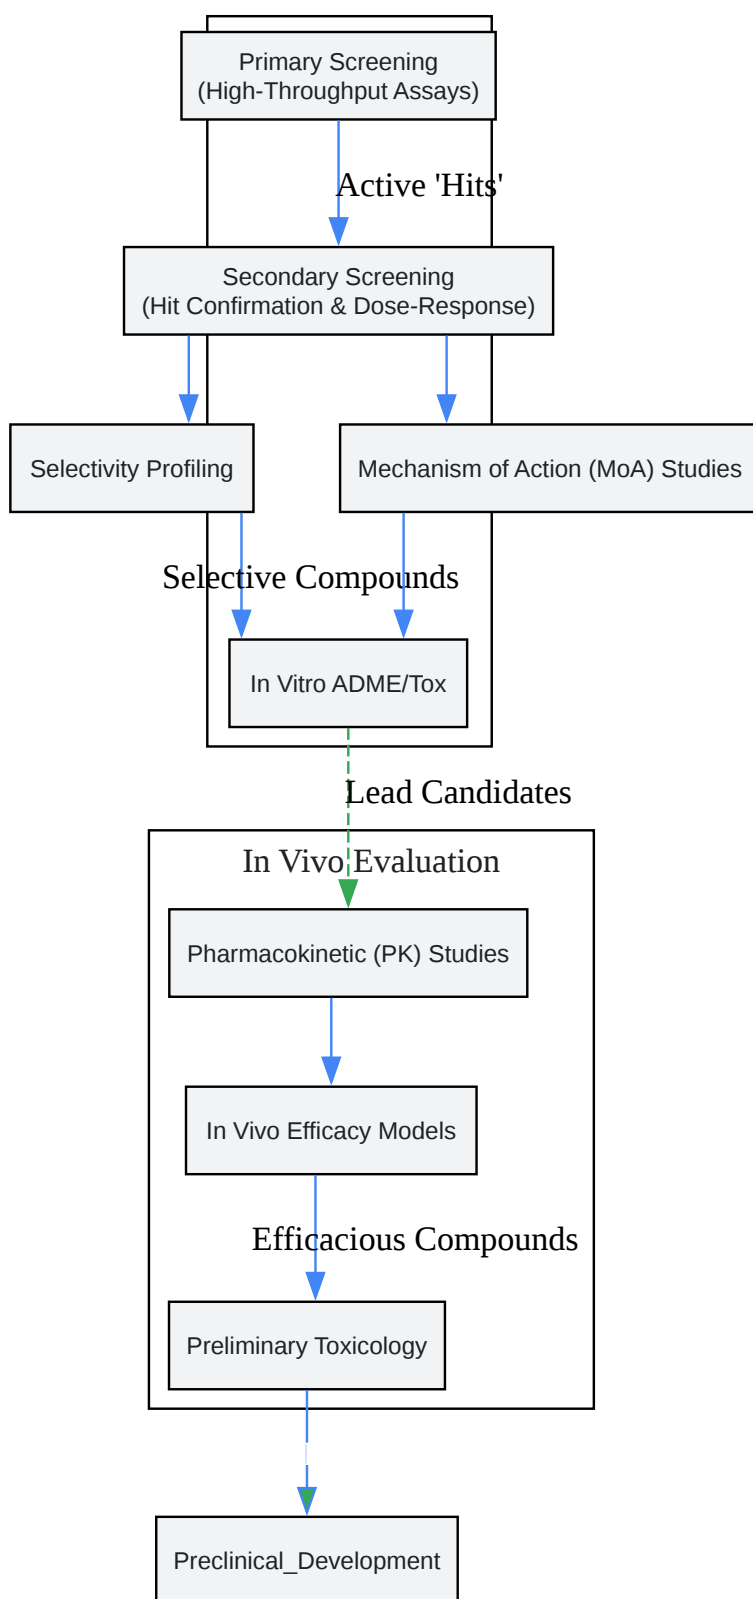 Primary Screening
(High-Throughput Assays)
Active 'Hits'
Secondary Screening
(Hit Confirmation & Dose-Response)
Selectivity Profiling
Mechanism of Action (MoA) Studies
Selective Compounds
In Vitro ADME/Tox
Lead Candidates
In Vivo Evaluation
Pharmacokinetic (PK) Studies
In Vivo Efficacy Models
Efficacious Compounds
Preliminary Toxicology
Preclinical_Development